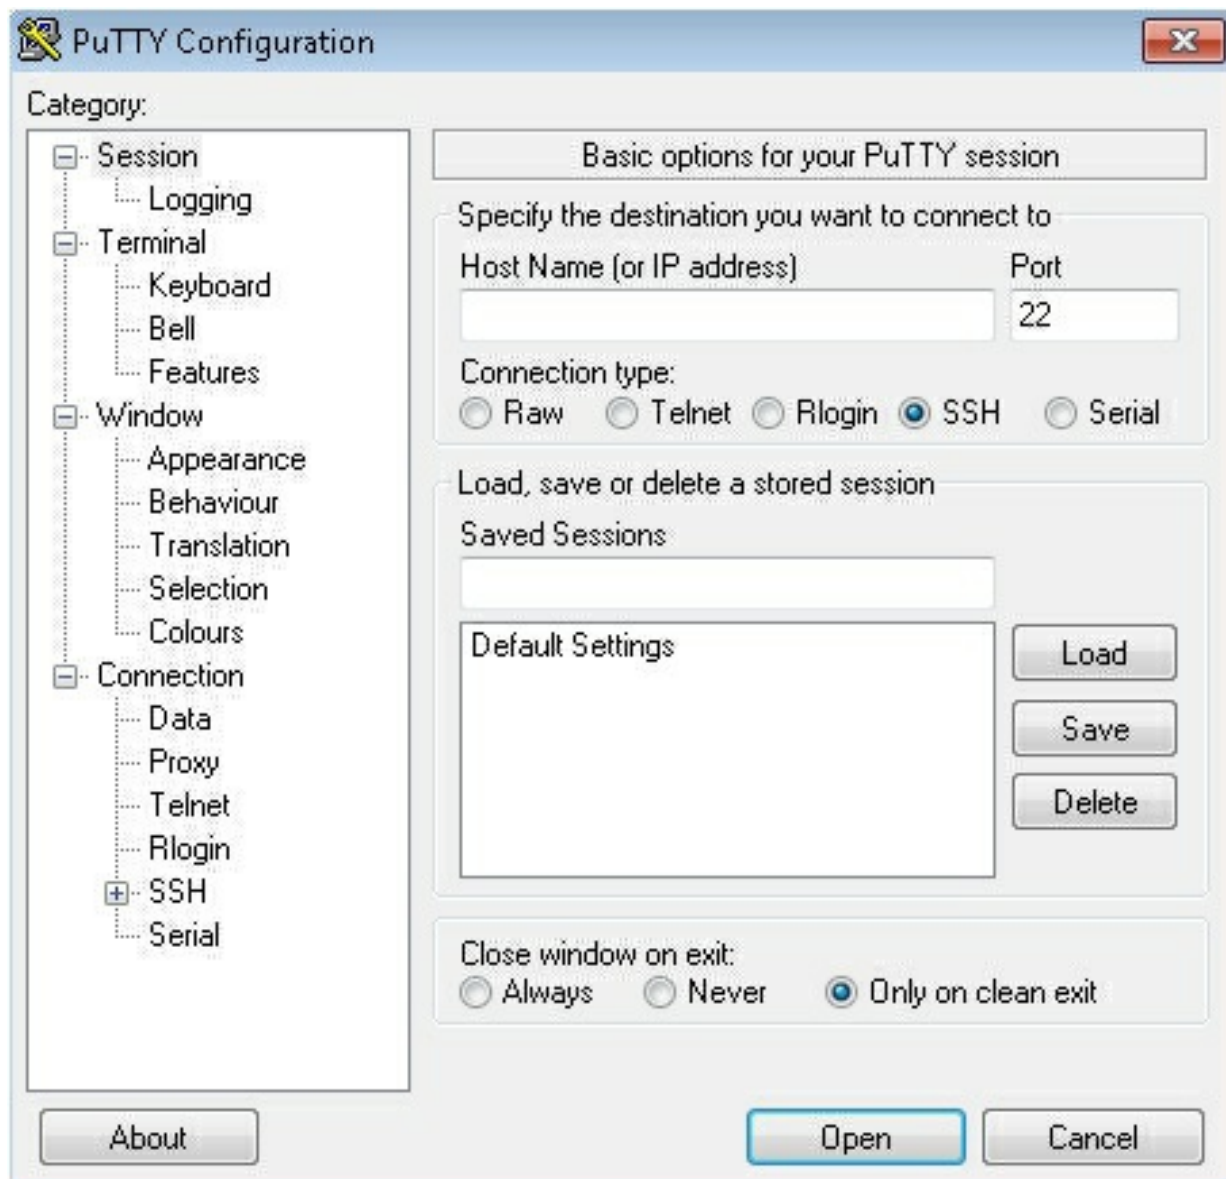 PuTTY Configuration
Category:
Session
Logging
Terminal
Keyboard
Bell
Features
Window
Appearance
Behaviour
Translation
Selection
Colours
Connection
Data
Proxy
Telnet
Rlogin
SSH
Serial
Basic options for your PuTTY session
Specify the destination you want to connect to
Host Name (or IP address) Port
22
Connection type:
Raw Telnet Rlogin SSH Serial
Load, save or delete a stored session
Saved Sessions
Default Settings
Load
Save
Delete
Close window on exit:
Always Never Only on clean exit
About Open Cancel